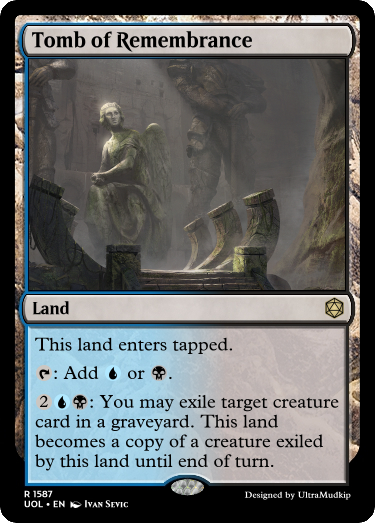 Tomb of Remembrance
Land
This land enters tapped.
: Add or .
2 : You may exile target creature
card in a graveyard. This land
becomes a copy of a creature exiled
by this land until end of turn.
R 1587
Designed by UltraMudkip
UOL • EN Ivan Sevic